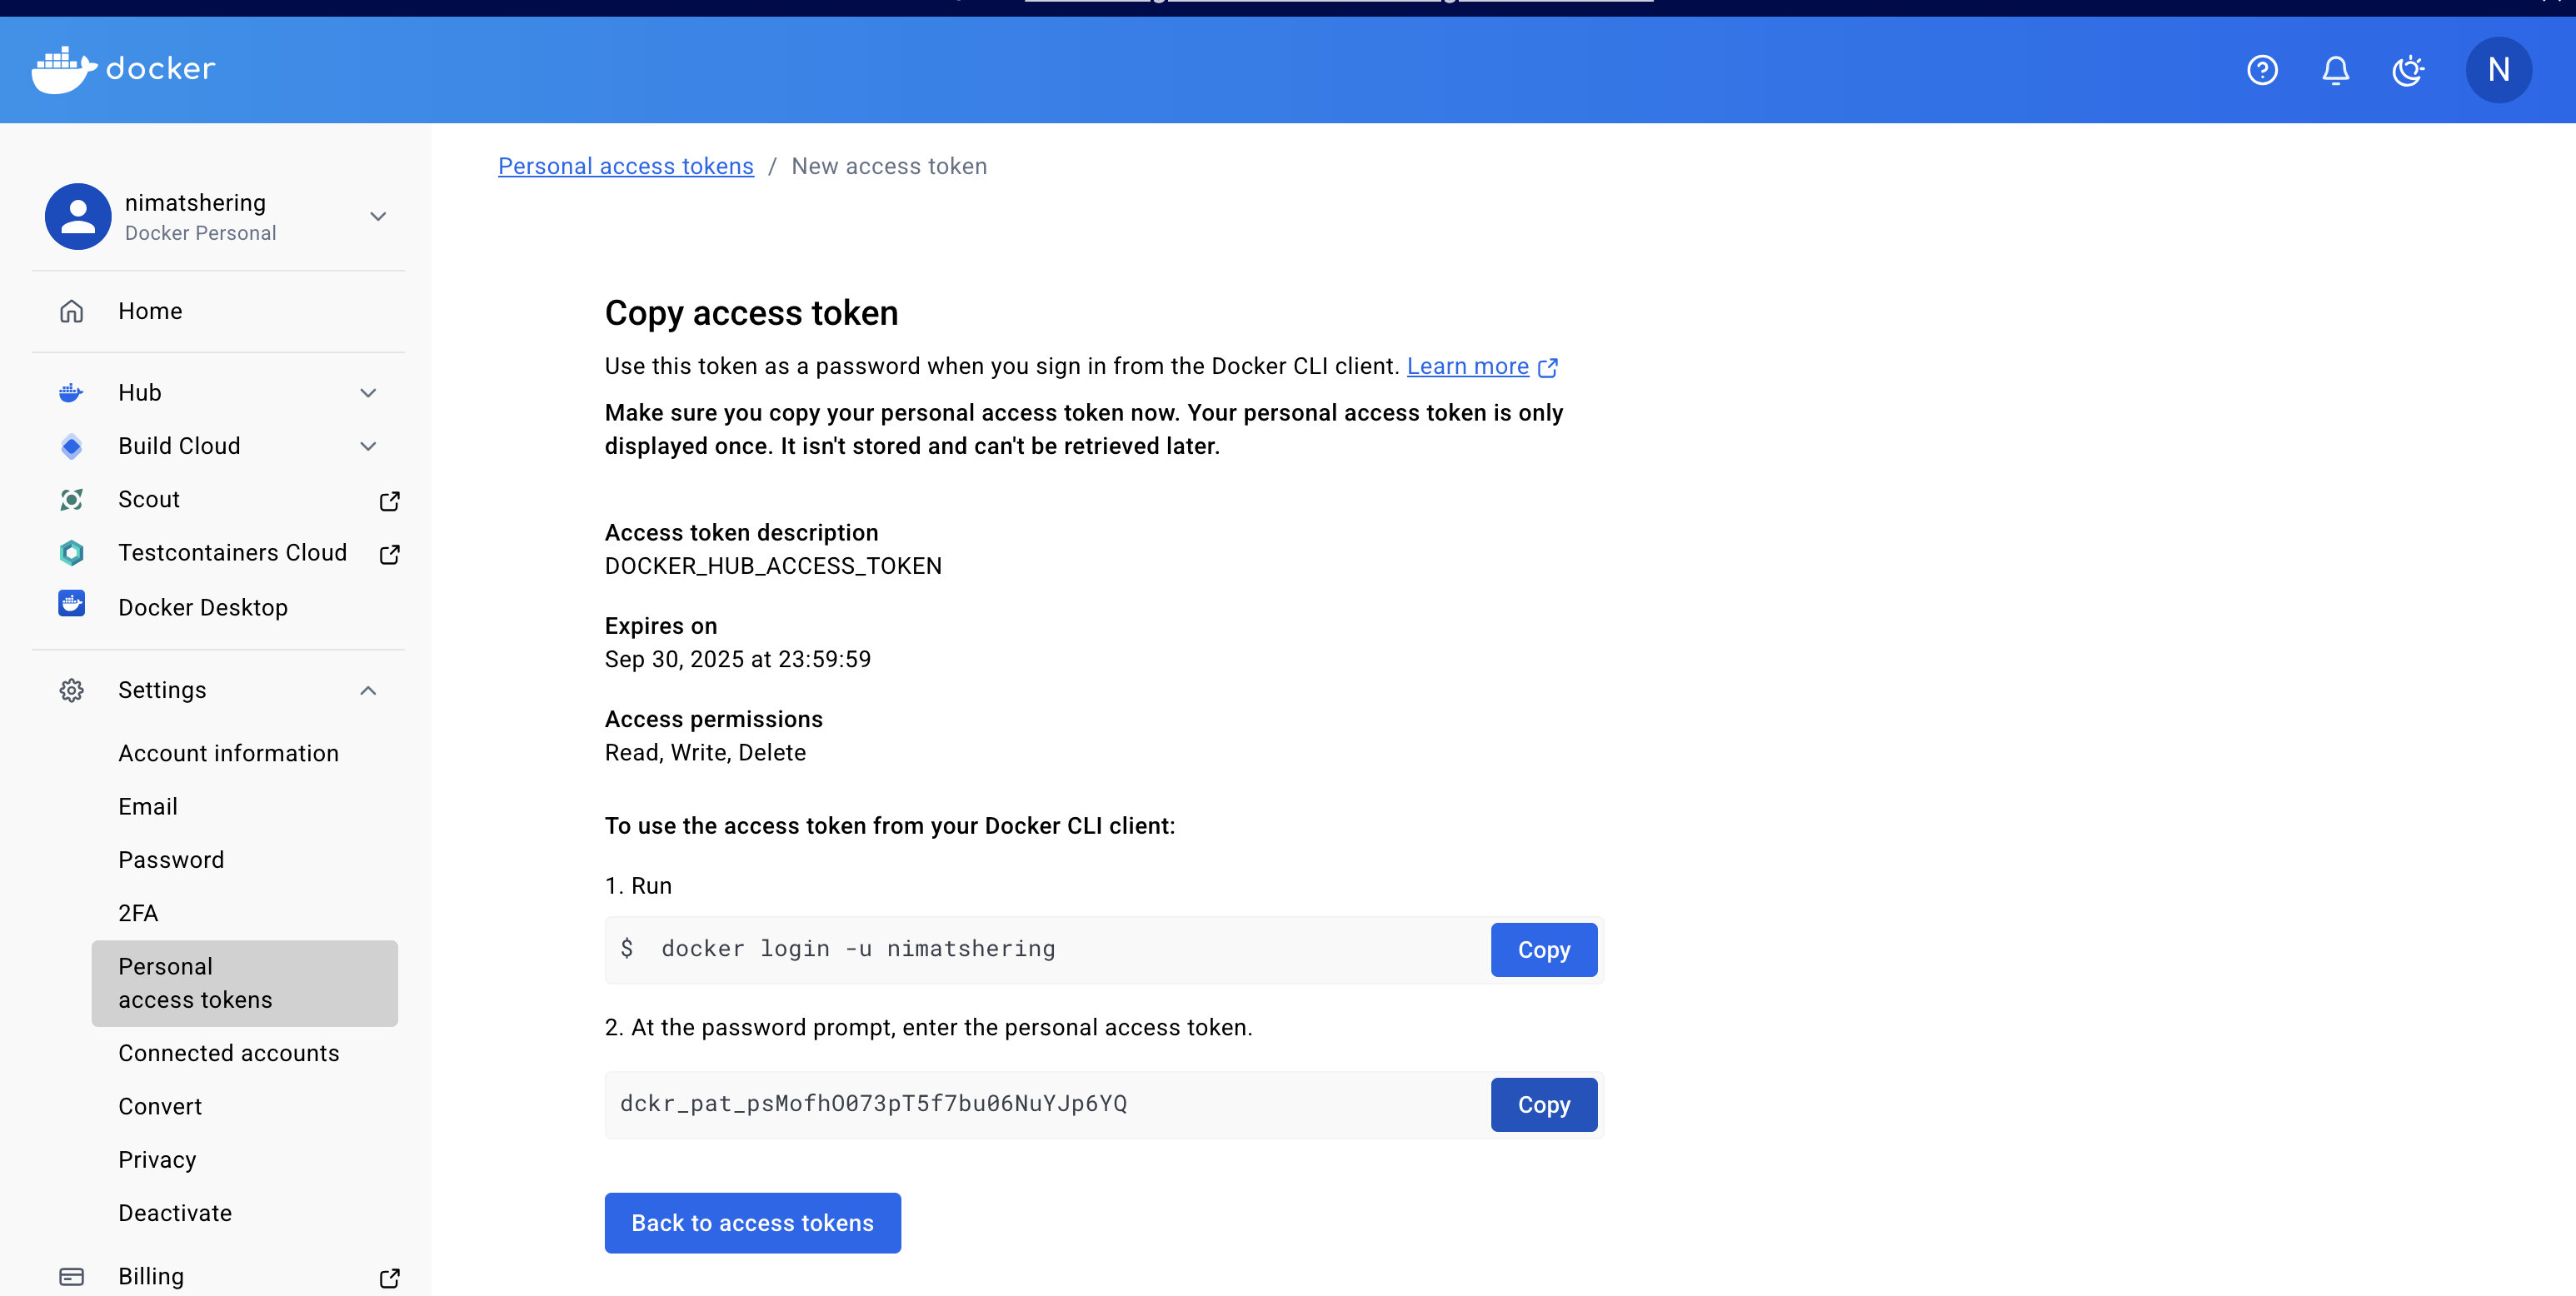 docker
N
nimatshering
Docker Personal
Home
Hub
Build Cloud
Scout
Testcontainers Cloud
Docker Desktop
Settings
Account information
Email
Password
2FA
Personal
access tokens
Connected accounts
Convert
Privacy
Deactivate
Billing
Personal access tokens / New access token
Copy access token
Use this token as a password when you sign in from the Docker CLI client. Learn more
Make sure you copy your personal access token now. Your personal access token is only
displayed once. It isn't stored and can't be retrieved later.
Access token description
DOCKER_HUB_ACCESS_TOKEN
Expires on
Sep 30, 2025 at 23:59:59
Access permissions
Read, Write, Delete
To use the access token from your Docker CLI client:
1. Run
$ docker login -u nimatshering
Copy
2. At the password prompt, enter the personal access token.
dckr_pat_psMofhO073pT5f7bu06NuYJp6YQ
Copy
Back to access tokens